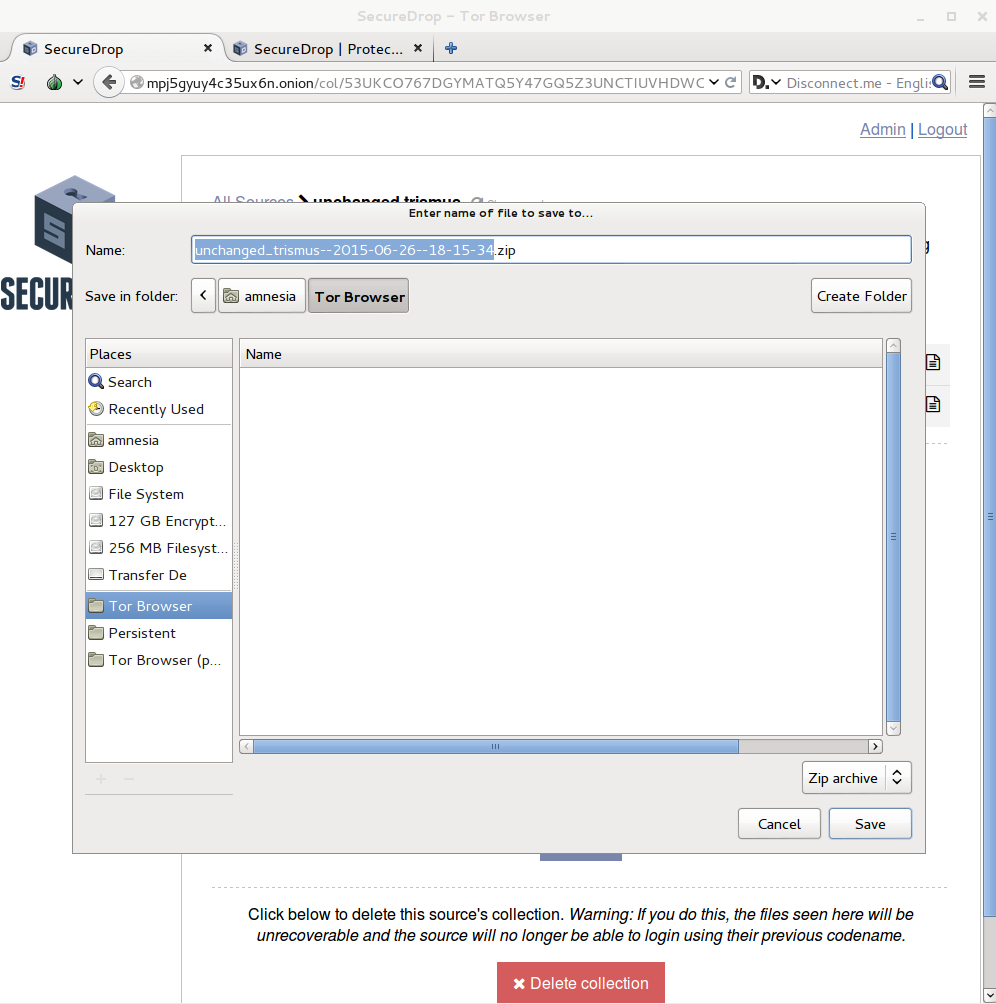 SecureDrop - Tor Browser
SecureDrop
SecureDrop | Protec...
mpj5gyuy4c35ux6n.onion/col/53UKCO767DGYMATQ5Y47GQ5Z3UNCTIUVHDWC
D.
Disconnect.me - Englis
Admin | Logout
All Sources unchanged trismus
S
SECUR
Enter name of file to save to...
Name:
unchanged_trismus--2015-06-26--18-15-34.zip
Save in folder:
amnesia
Tor Browser
Create Folder
Places
Name
Search
Recently Used
amnesia
Desktop
File System
127 GB Encrypt...
256 MB Filesyst...
Transfer De
Tor Browser
Persistent
Tor Browser (p...
Zip archive
Cancel
Save
Click below to delete this source's collection. Warning: If you do this, the files seen here will be
unrecoverable and the source will no longer be able to login using their previous codename.
Delete collection